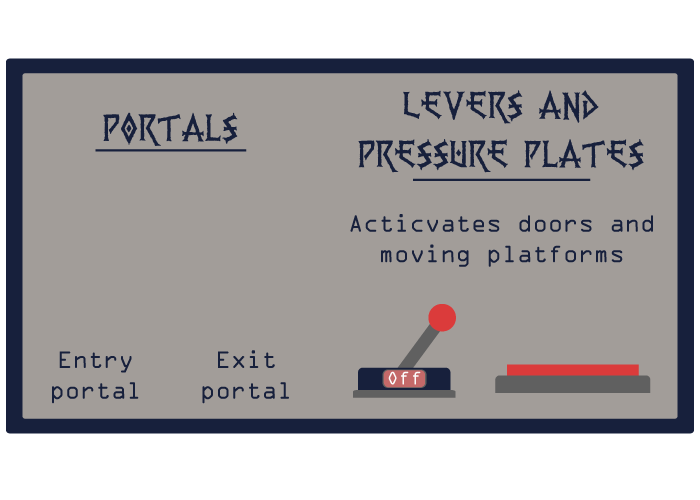 PORTALS
Entry
portal
Exit
portal
LEVERS AND
PRESSURE PLATES
Acticvates doors and
moving platforms
Off